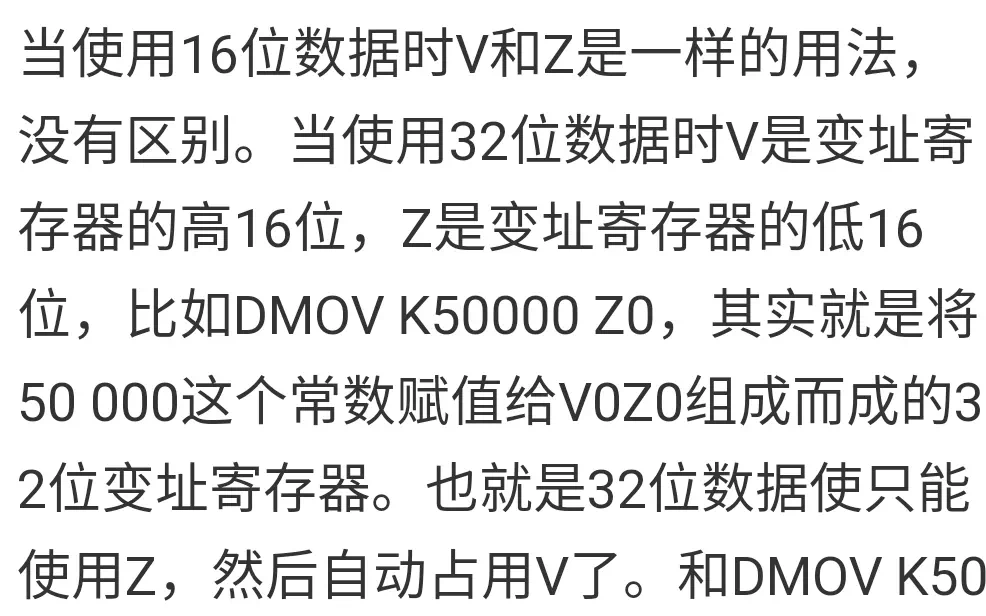 当使用16位数据时V和Z是一样的用法，
没有区别。当使用32位数据时V是变址寄
存器的高16位，Z是变址寄存器的低16
位，比如DMOV K50000 Z0，其实就是将
50 000这个常数赋值给V0Z0组成而成的3
2位变址寄存器。也就是32位数据使只能
使用Z，然后自动占用V了。和DMOV K50